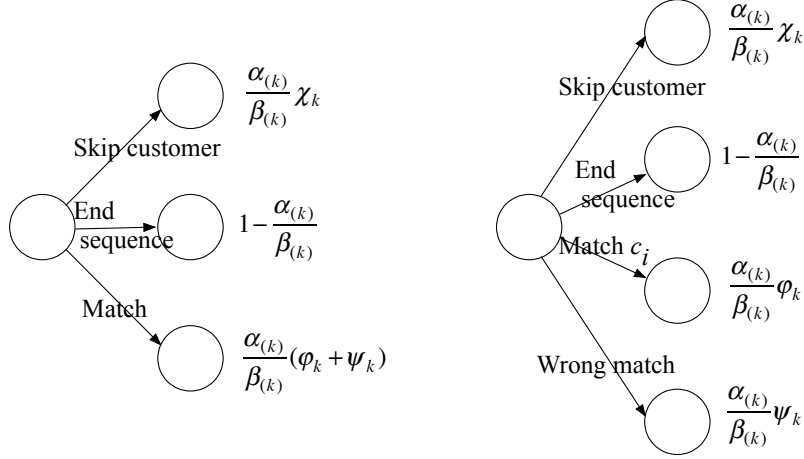 α(k)/β(k) χk
Skip customer
End
sequence
1 − α(k)/β(k)
Match
α(k)/β(k) (φk + ψk)
α(k)/β(k) χk
Skip customer
End
sequence
1 − α(k)/β(k)
Match ci
α(k)/β(k) φk
Wrong match
α(k)/β(k) ψk